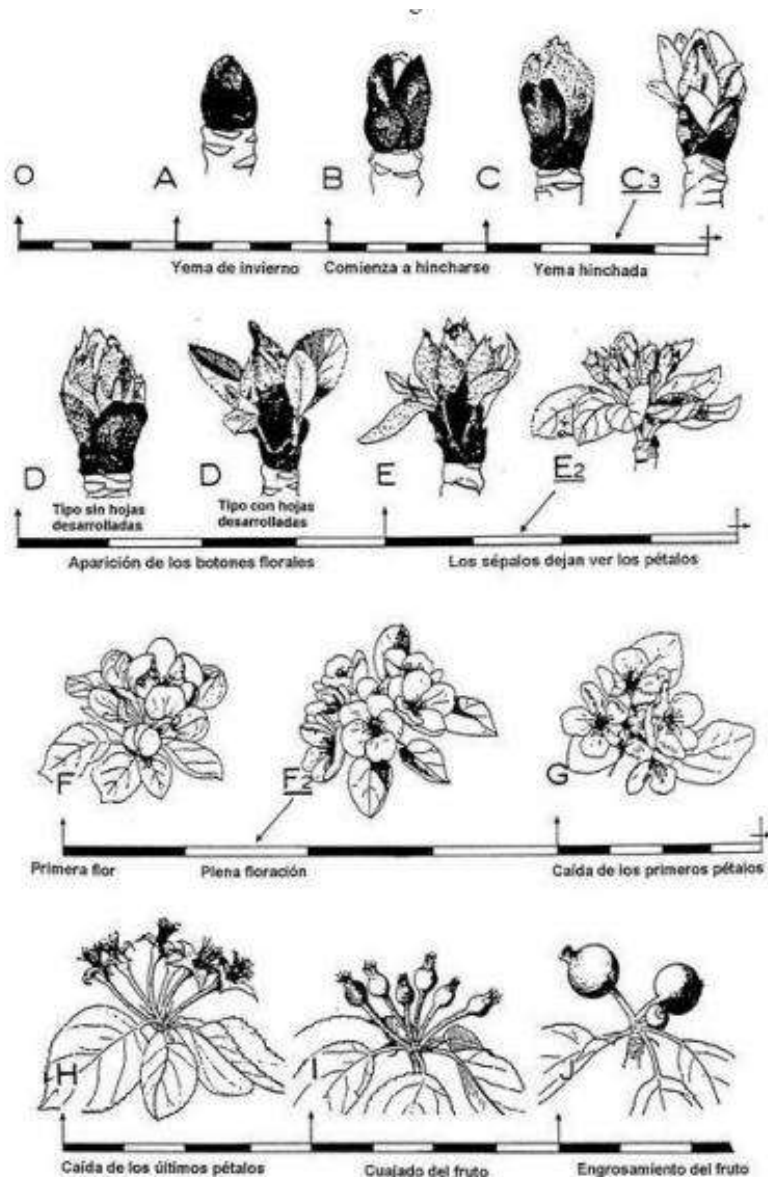 O A B C C3
Yema de invierno Comienza a hincharse Yema hinchada
D D E E2
Tipo sin hojas desarrolladas
Tipo con hojas desarrolladas
Aparición de los botones florales Los sépalos dejan ver los pétalos
F F2 G
Primera flor Plena floración Caída de los primeros pétalos
H I J
Caída de los últimos pétalos Cuajado del fruto Engrosamiento del fruto